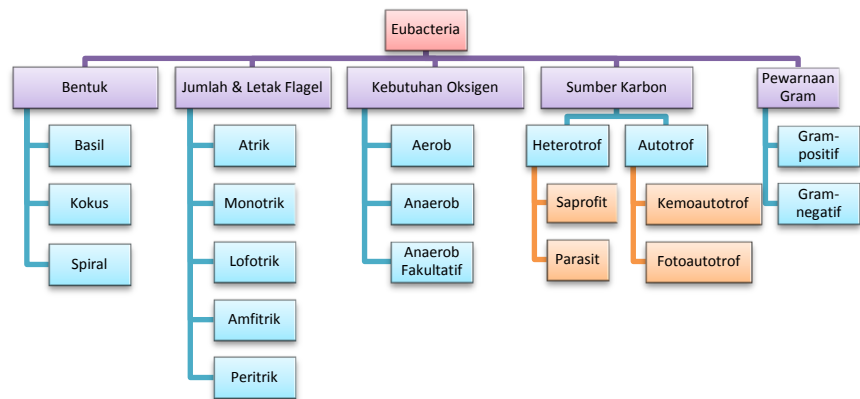 Eubacteria
Bentuk
Basil
Kokus
Spiral
Jumlah & Letak Flagel
Atrik
Monotrik
Lofotrik
Amfitrik
Peritrik
Kebutuhan Oksigen
Aerob
Anaerob
Anaerob
Fakultatif
Sumber Karbon
Heterotrof
Saprofit
Parasit
Autotrof
Kemoautotrof
Fotoautotrof
Pewarnaan
Gram
Gram-
positif
Gram-
negatif